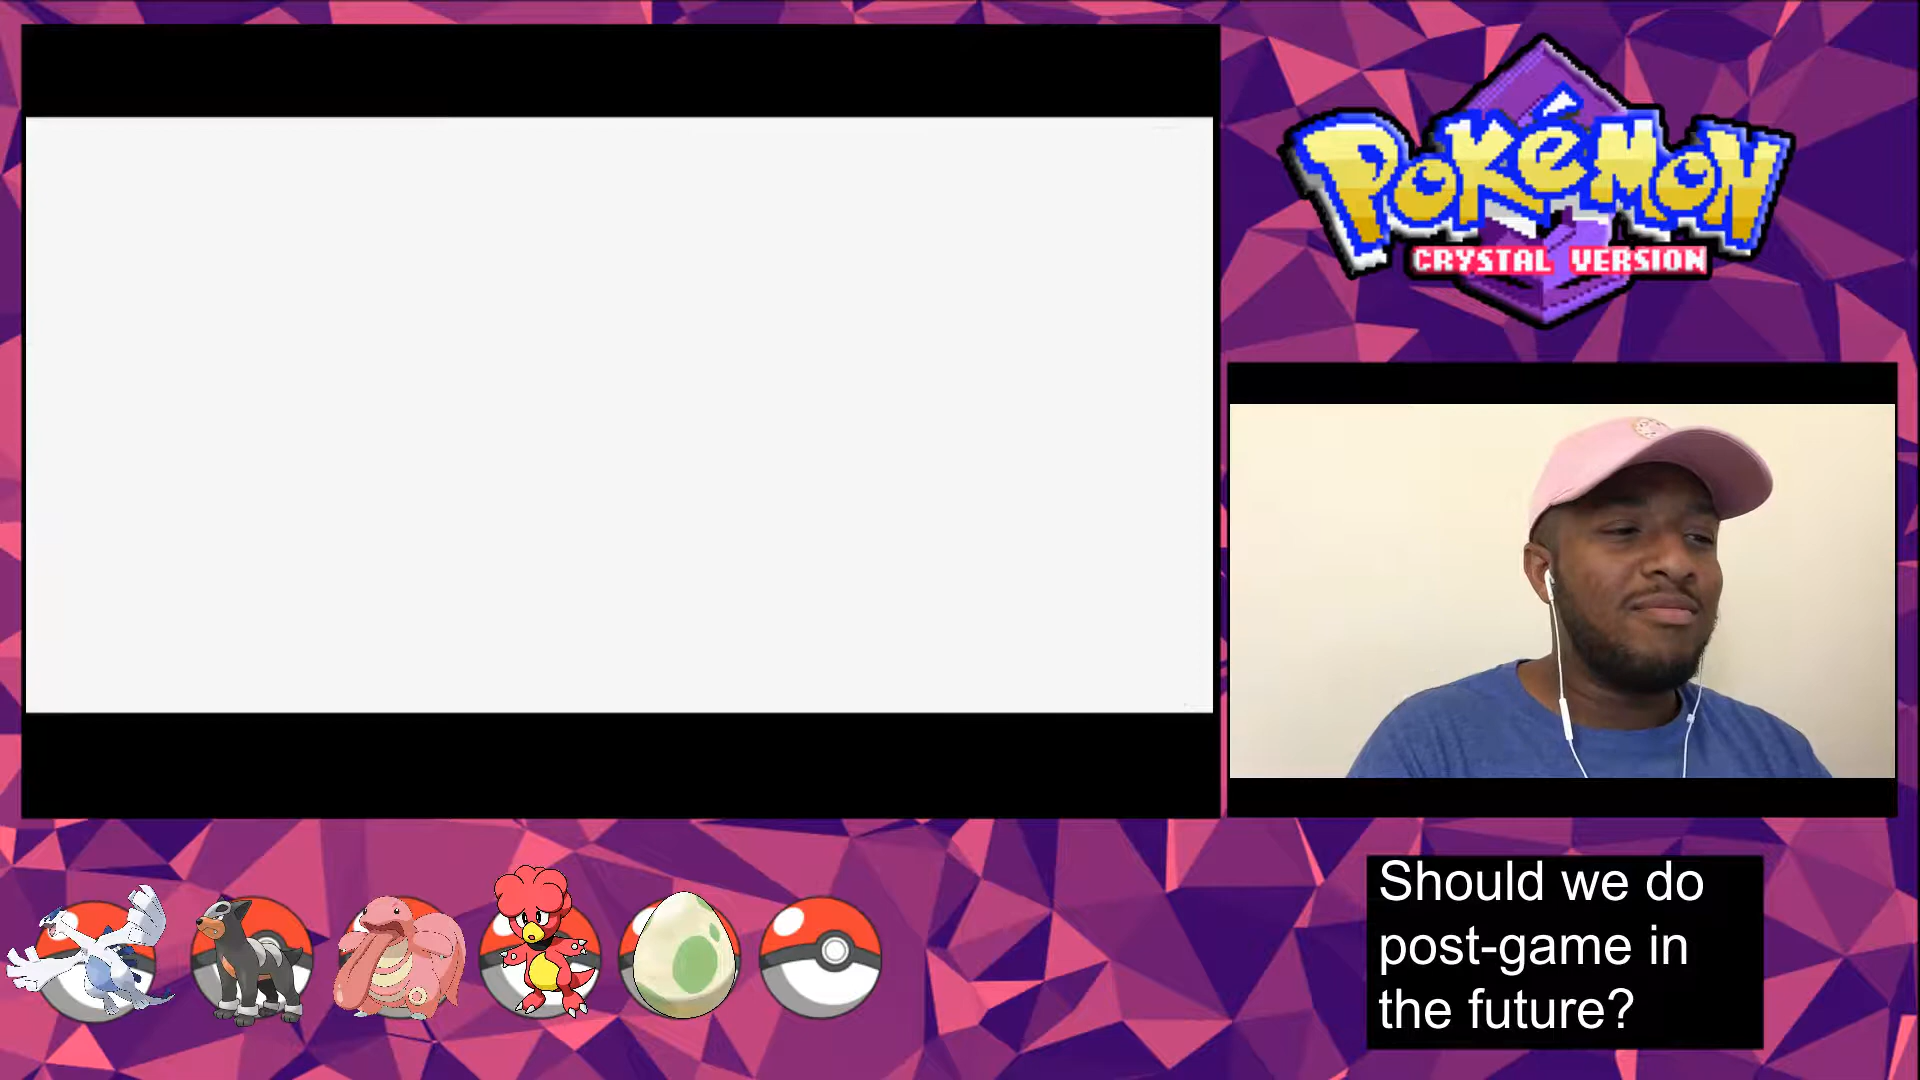 POKéMON
CRYSTAL VERSION
Should we do
post-game in
the future?